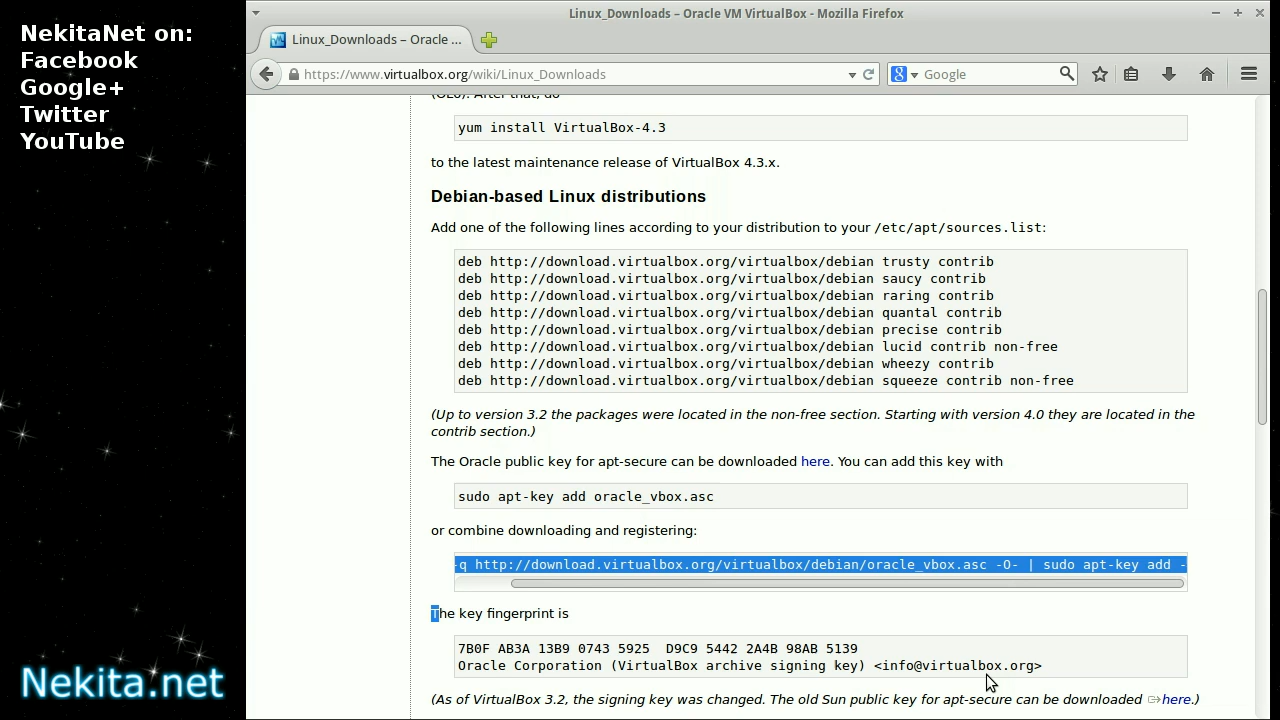 NekitaNet on:
Facebook
Google+
Twitter
YouTube
Nekita.net
Linux_Downloads – Oracle VM VirtualBox - Mozilla Firefox
Linux_Downloads – Oracle ...
https://www.virtualbox.org/wiki/Linux_Downloads
Google
(OL6). After that, do
yum install VirtualBox-4.3
to the latest maintenance release of VirtualBox 4.3.x.
Debian-based Linux distributions
Add one of the following lines according to your distribution to your /etc/apt/sources.list:
deb http://download.virtualbox.org/virtualbox/debian trusty contrib
deb http://download.virtualbox.org/virtualbox/debian saucy contrib
deb http://download.virtualbox.org/virtualbox/debian raring contrib
deb http://download.virtualbox.org/virtualbox/debian quantal contrib
deb http://download.virtualbox.org/virtualbox/debian precise contrib
deb http://download.virtualbox.org/virtualbox/debian lucid contrib non-free
deb http://download.virtualbox.org/virtualbox/debian wheezy contrib
deb http://download.virtualbox.org/virtualbox/debian squeeze contrib non-free
(Up to version 3.2 the packages were located in the non-free section. Starting with version 4.0 they are located in the
contrib section.)
The Oracle public key for apt-secure can be downloaded here. You can add this key with
sudo apt-key add oracle_vbox.asc
or combine downloading and registering:
-q http://download.virtualbox.org/virtualbox/debian/oracle_vbox.asc -O- | sudo apt-key add -
The key fingerprint is
7B0F AB3A 13B9 0743 5925  D9C9 5442 2A4B 98AB 5139
Oracle Corporation (VirtualBox archive signing key) <info@virtualbox.org>
(As of VirtualBox 3.2, the signing key was changed. The old Sun public key for apt-secure can be downloaded here.)